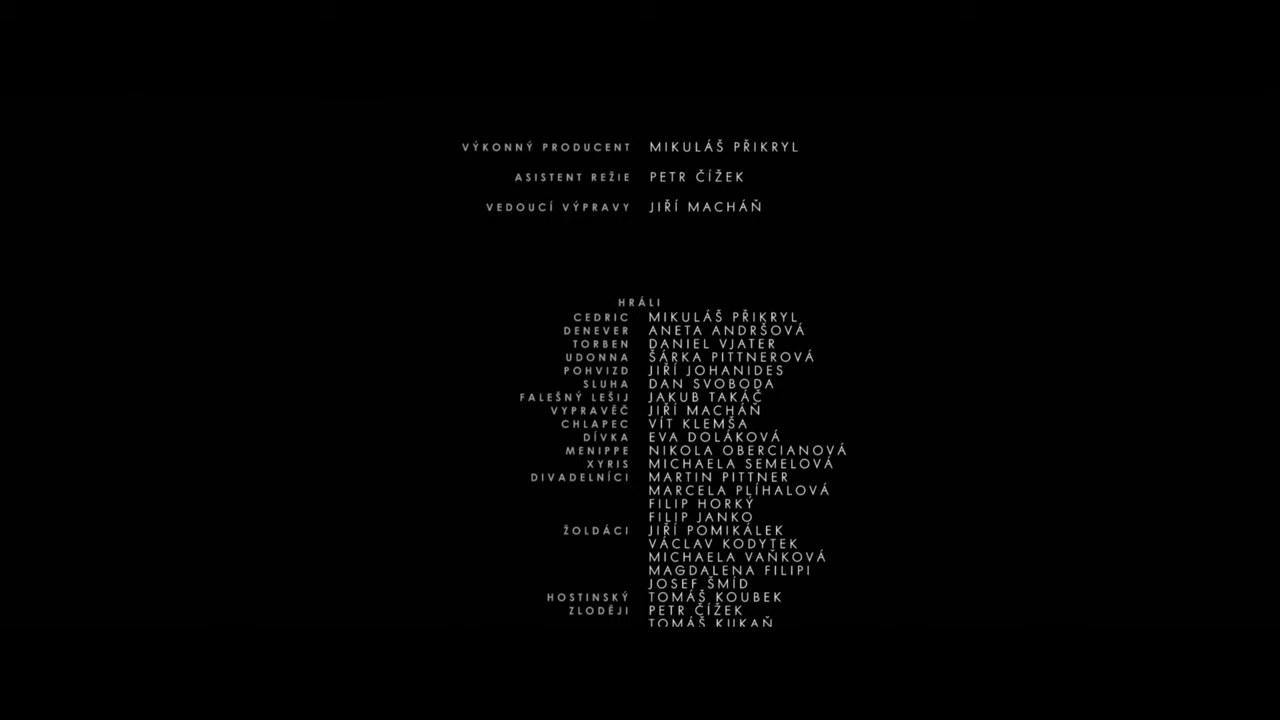 VÝKONNÝ PRODUCENT MIKULÁŠ PŘIKRYL
ASISTENT REŽIE PETR ČÍŽEK
VEDOUCÍ VÝPRAVY JIŘÍ MACHÁŇ
HRÁLI
CEDRIC MIKULÁŠ PŘIKRYL
DENEVER ANETA ANDRŠOVÁ
TORBEN DANIEL VJATER
UDONNA ŠÁRKA PITTNEROVÁ
POHVIZD JIŘÍ JOHANIDES
SLUHA DAN SVOBODA
FALEŠNÝ LEŠIJ JAKUB TAKÁČ
VYPRAVĚČ JIŘÍ MACHÁŇ
CHLAPEC VÍT KLEMŠA
DÍVKA EVA DOLÁKOVÁ
MENIPPE NIKOLA OBERCIANOVÁ
XYRIS MICHAELA SEMELOVÁ
DIVADELNÍCI MARTIN PITTNER
MARCELA PLÍHALOVÁ
FILIP HORKÝ
FILIP JANKO
ŽOLDÁCI JIŘÍ POMIKÁLEK
VÁCLAV KODYTEK
MICHAELA VAŇKOVÁ
MAGDALENA FILIPI
JOSEF ŠMÍD
HOSTINSKÝ TOMÁŠ KOUBEK
ZLODĚJI PETR ČÍŽEK
TOMÁŠ KUKAŇ